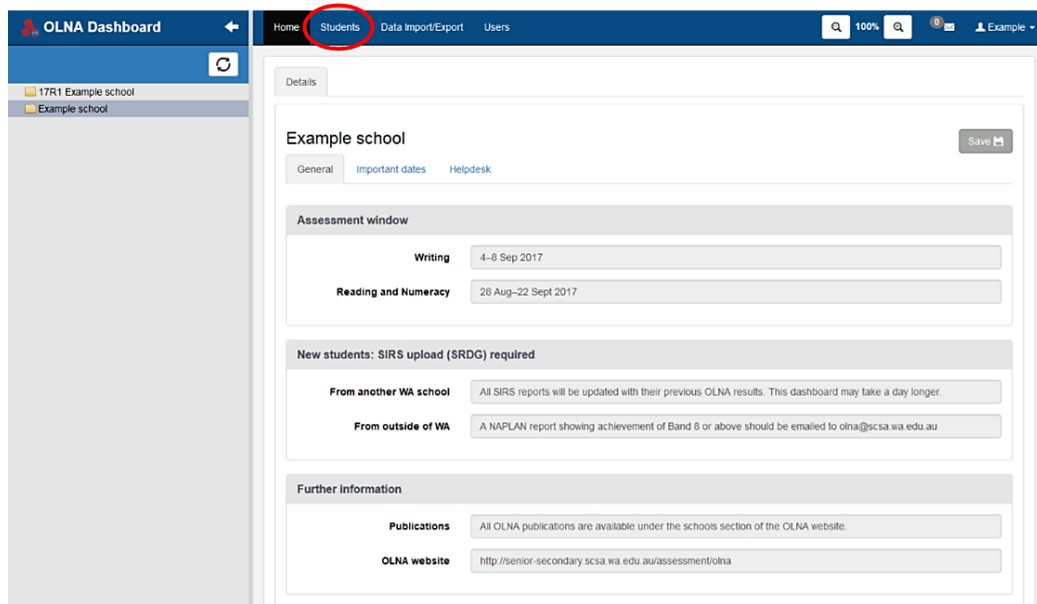 OLNA Dashboard
Home Students Data Import/Export Users 100% 0 Example
17R1 Example school
Example school
Details
Example school
Save
General Important dates Helpdesk
Assessment window
Writing 4–8 Sep 2017
Reading and Numeracy 28 Aug–22 Sept 2017
New students: SIRS upload (SRDG) required
From another WA school All SIRS reports will be updated with their previous OLNA results. This dashboard may take a day longer.
From outside of WA A NAPLAN report showing achievement of Band 8 or above should be emailed to olna@scsa.wa.edu.au
Further information
Publications All OLNA publications are available under the schools section of the OLNA website.
OLNA website http://senior-secondary.scsa.wa.edu.au/assessment/olna